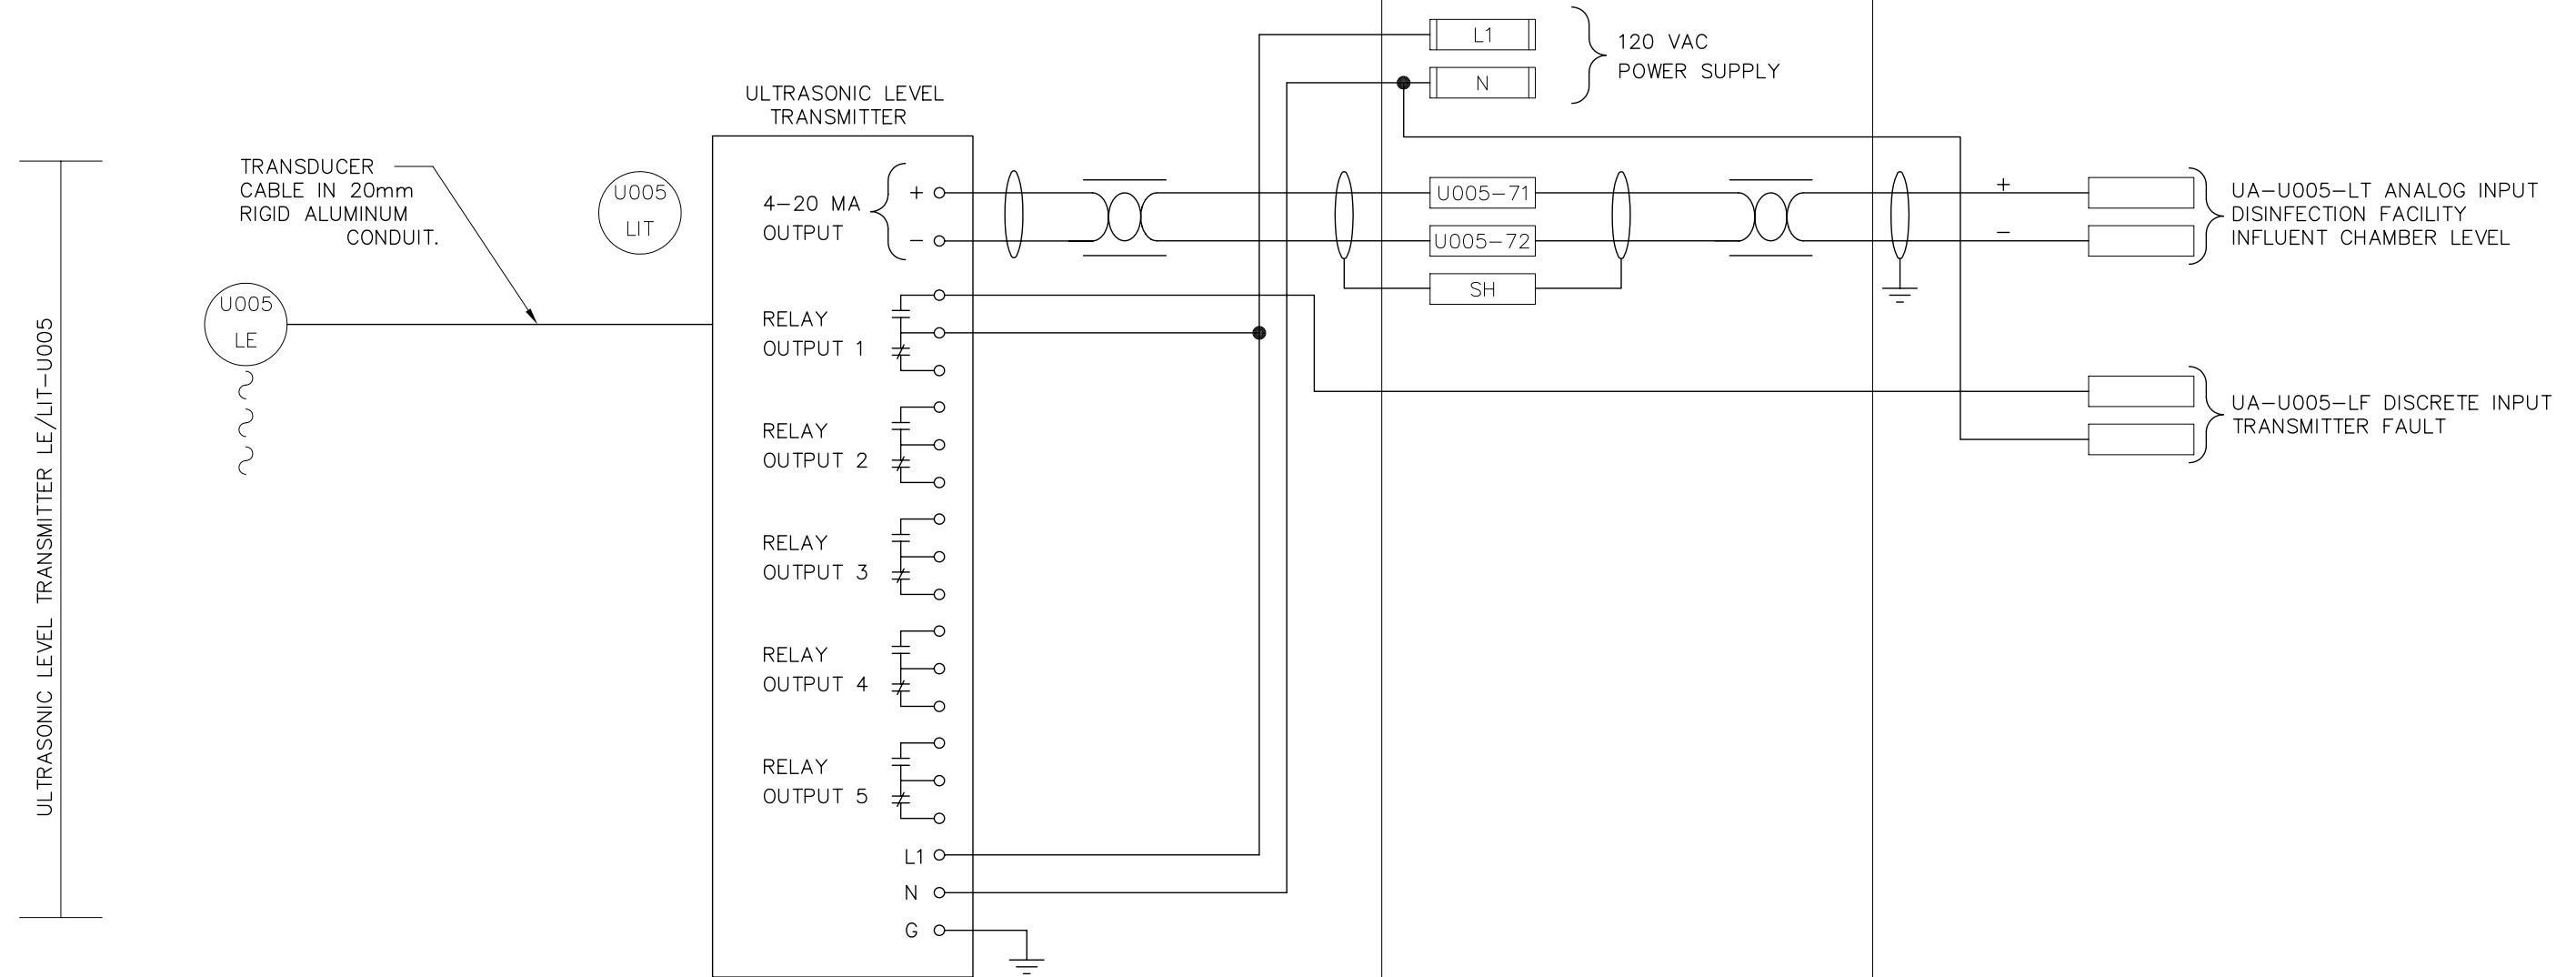 ULTRASONIC LEVEL TRANSMITTER LE/LIT-U005
TRANSDUCER
CABLE IN 20mm
RIGID ALUMINUM
CONDUIT.
U005
LE
U005
LIT
ULTRASONIC LEVEL
TRANSMITTER
4-20 MA
OUTPUT
+
-
RELAY
OUTPUT 1
RELAY
OUTPUT 2
RELAY
OUTPUT 3
RELAY
OUTPUT 4
RELAY
OUTPUT 5
L1
N
G
L1
N
120 VAC
POWER SUPPLY
U005-71
U005-72
SH
+
-
UA-U005-LT ANALOG INPUT
DISINFECTION FACILITY
INFLUENT CHAMBER LEVEL
UA-U005-LF DISCRETE INPUT
TRANSMITTER FAULT